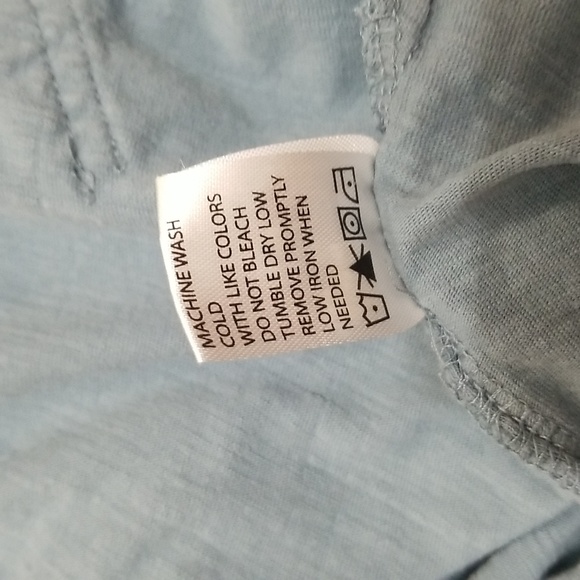 MACHINE WASH
COLD
WITH LIKE COLORS
DO NOT BLEACH
TUMBLE DRY LOW
REMOVE PROMPTLY
LOW IRON WHEN
NEEDED